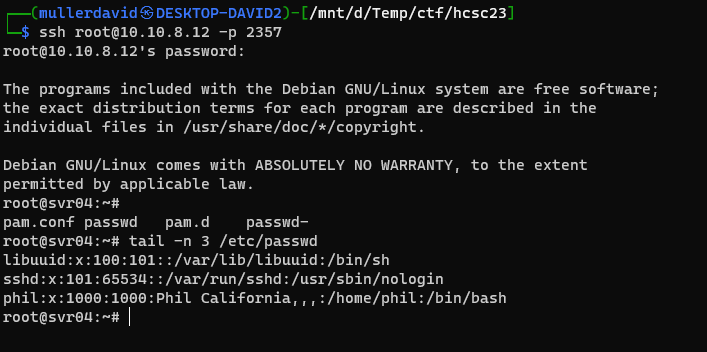 ┌──(mullerdavid㉿DESKTOP-DAVID2)-[/mnt/d/Temp/ctf/hcsc23]
└─$ ssh root@10.10.8.12 -p 2357
root@10.10.8.12's password:

The programs included with the Debian GNU/Linux system are free software;
the exact distribution terms for each program are described in the
individual files in /usr/share/doc/*/copyright.

Debian GNU/Linux comes with ABSOLUTELY NO WARRANTY, to the extent
permitted by applicable law.
root@svr04:~#
pam.conf passwd   pam.d    passwd-
root@svr04:~# tail -n 3 /etc/passwd
libuuid:x:100:101::/var/lib/libuuid:/bin/sh
sshd:x:101:65534::/var/run/sshd:/usr/sbin/nologin
phil:x:1000:1000:Phil California,,,:/home/phil:/bin/bash
root@svr04:~#